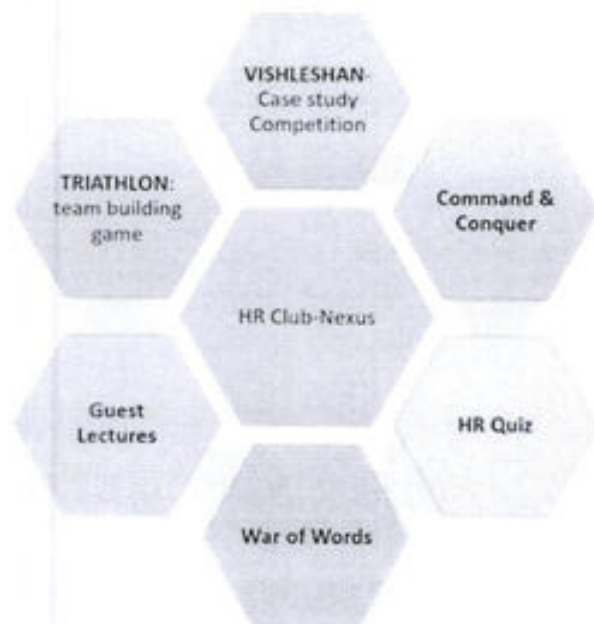 VISHLESHAN-
Case study
Competition
TRIATHLON:
team building
game
Command &
Conquer
HR Club-Nexus
Guest
Lectures
HR Quiz
War of Words